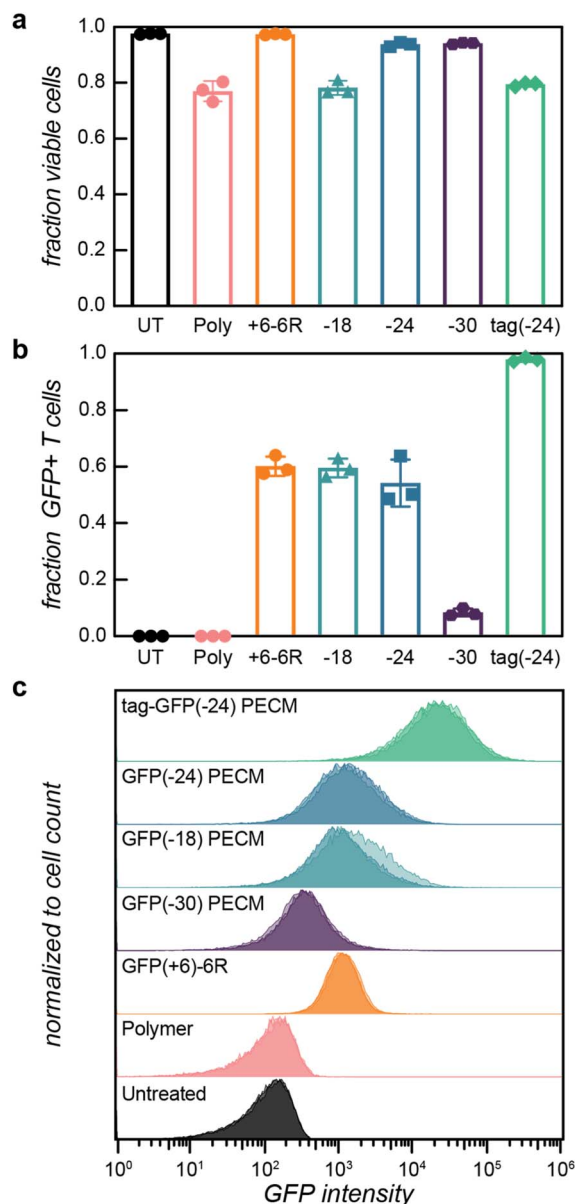 a
fraction viable cells
1.0
0.8
0.6
0.4
0.2
0.0
UT Poly +6-6R -18 -24 -30 tag(-24)
b
fraction GFP+ T cells
1.0
0.8
0.6
0.4
0.2
0.0
UT Poly +6-6R -18 -24 -30 tag(-24)
c
normalized to cell count
tag-GFP(-24) PECM
GFP(-24) PECM
GFP(-18) PECM
GFP(-30) PECM
GFP(+6)-6R
Polymer
Untreated
10⁰ 10¹ 10² 10³ 10⁴ 10⁵ 10⁶
GFP intensity